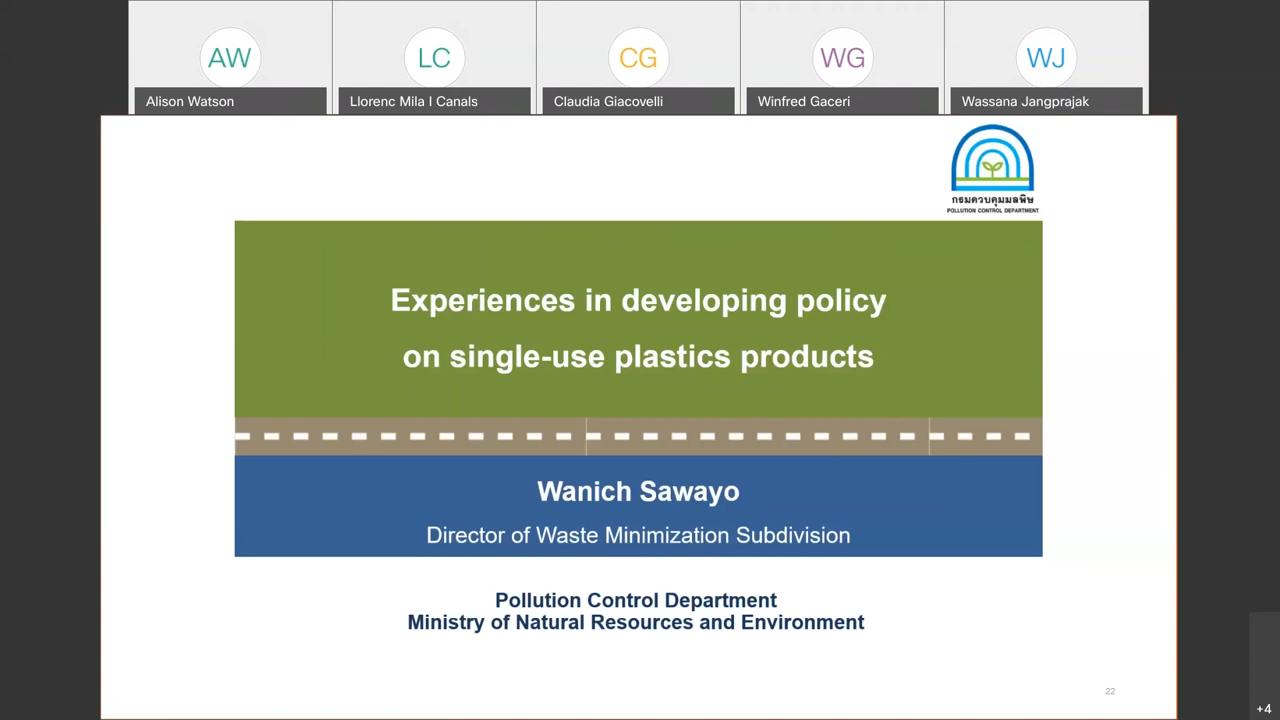 AW
LC
CG
WG
WJ
Alison Watson
Llorenc Mila I Canals
Claudia Giacovelli
Winfred Gaceri
Wassana Jangprajak
กรมควบคุมมลพิษ
POLLUTION CONTROL DEPARTMENT
Experiences in developing policy
on single-use plastics products
Wanich Sawayo
Director of Waste Minimization Subdivision
Pollution Control Department
Ministry of Natural Resources and Environment
22
+4